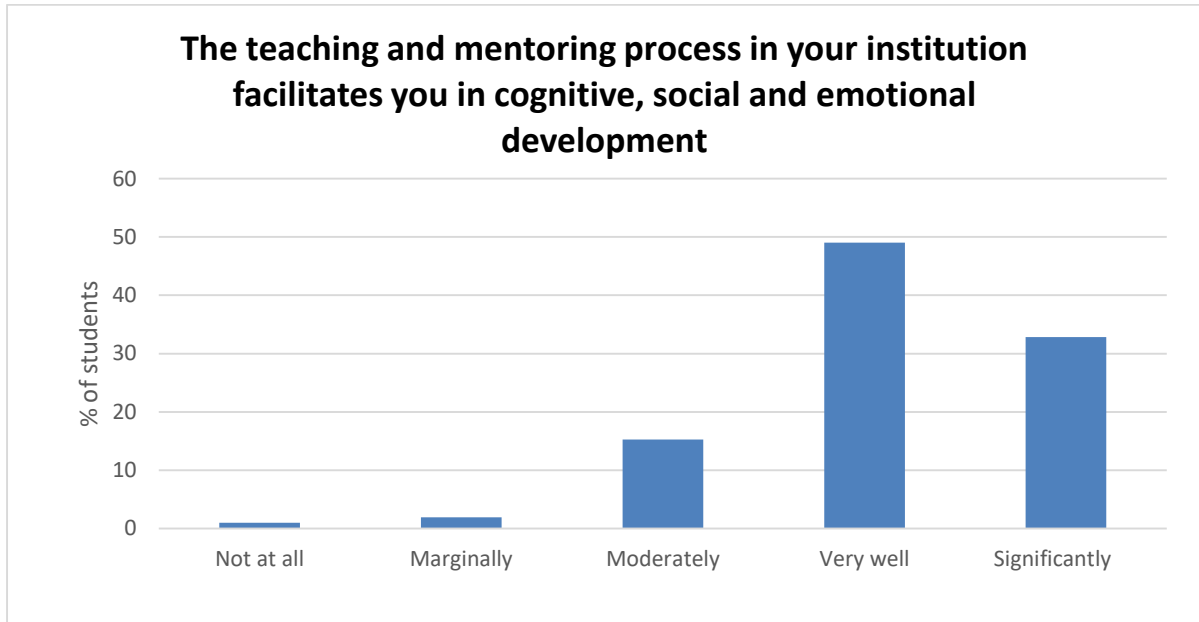 The teaching and mentoring process in your institution
facilitates you in cognitive, social and emotional
development
60
50
40
30
20
10
0
% of students
Not at all
Marginally
Moderately
Very well
Significantly